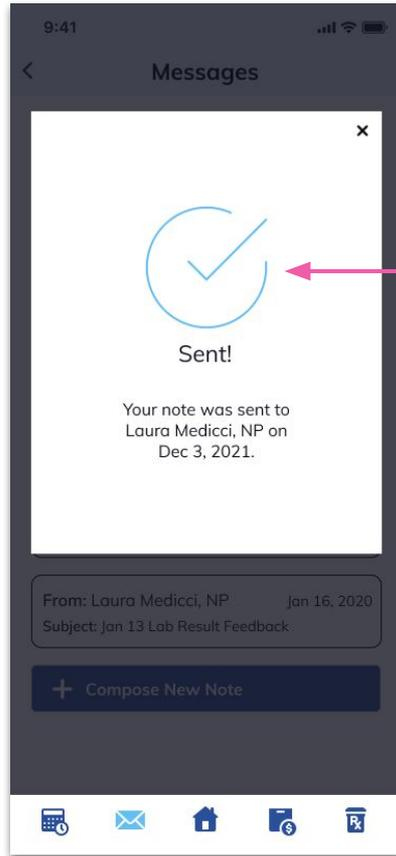 9:41
Messages
Sent!
Your note was sent to
Laura Medicci, NP on
Dec 3, 2021.
From: Laura Medicci, NP Jan 16, 2020
Subject: Jan 13 Lab Result Feedback
+ Compose New Note
$
Rx